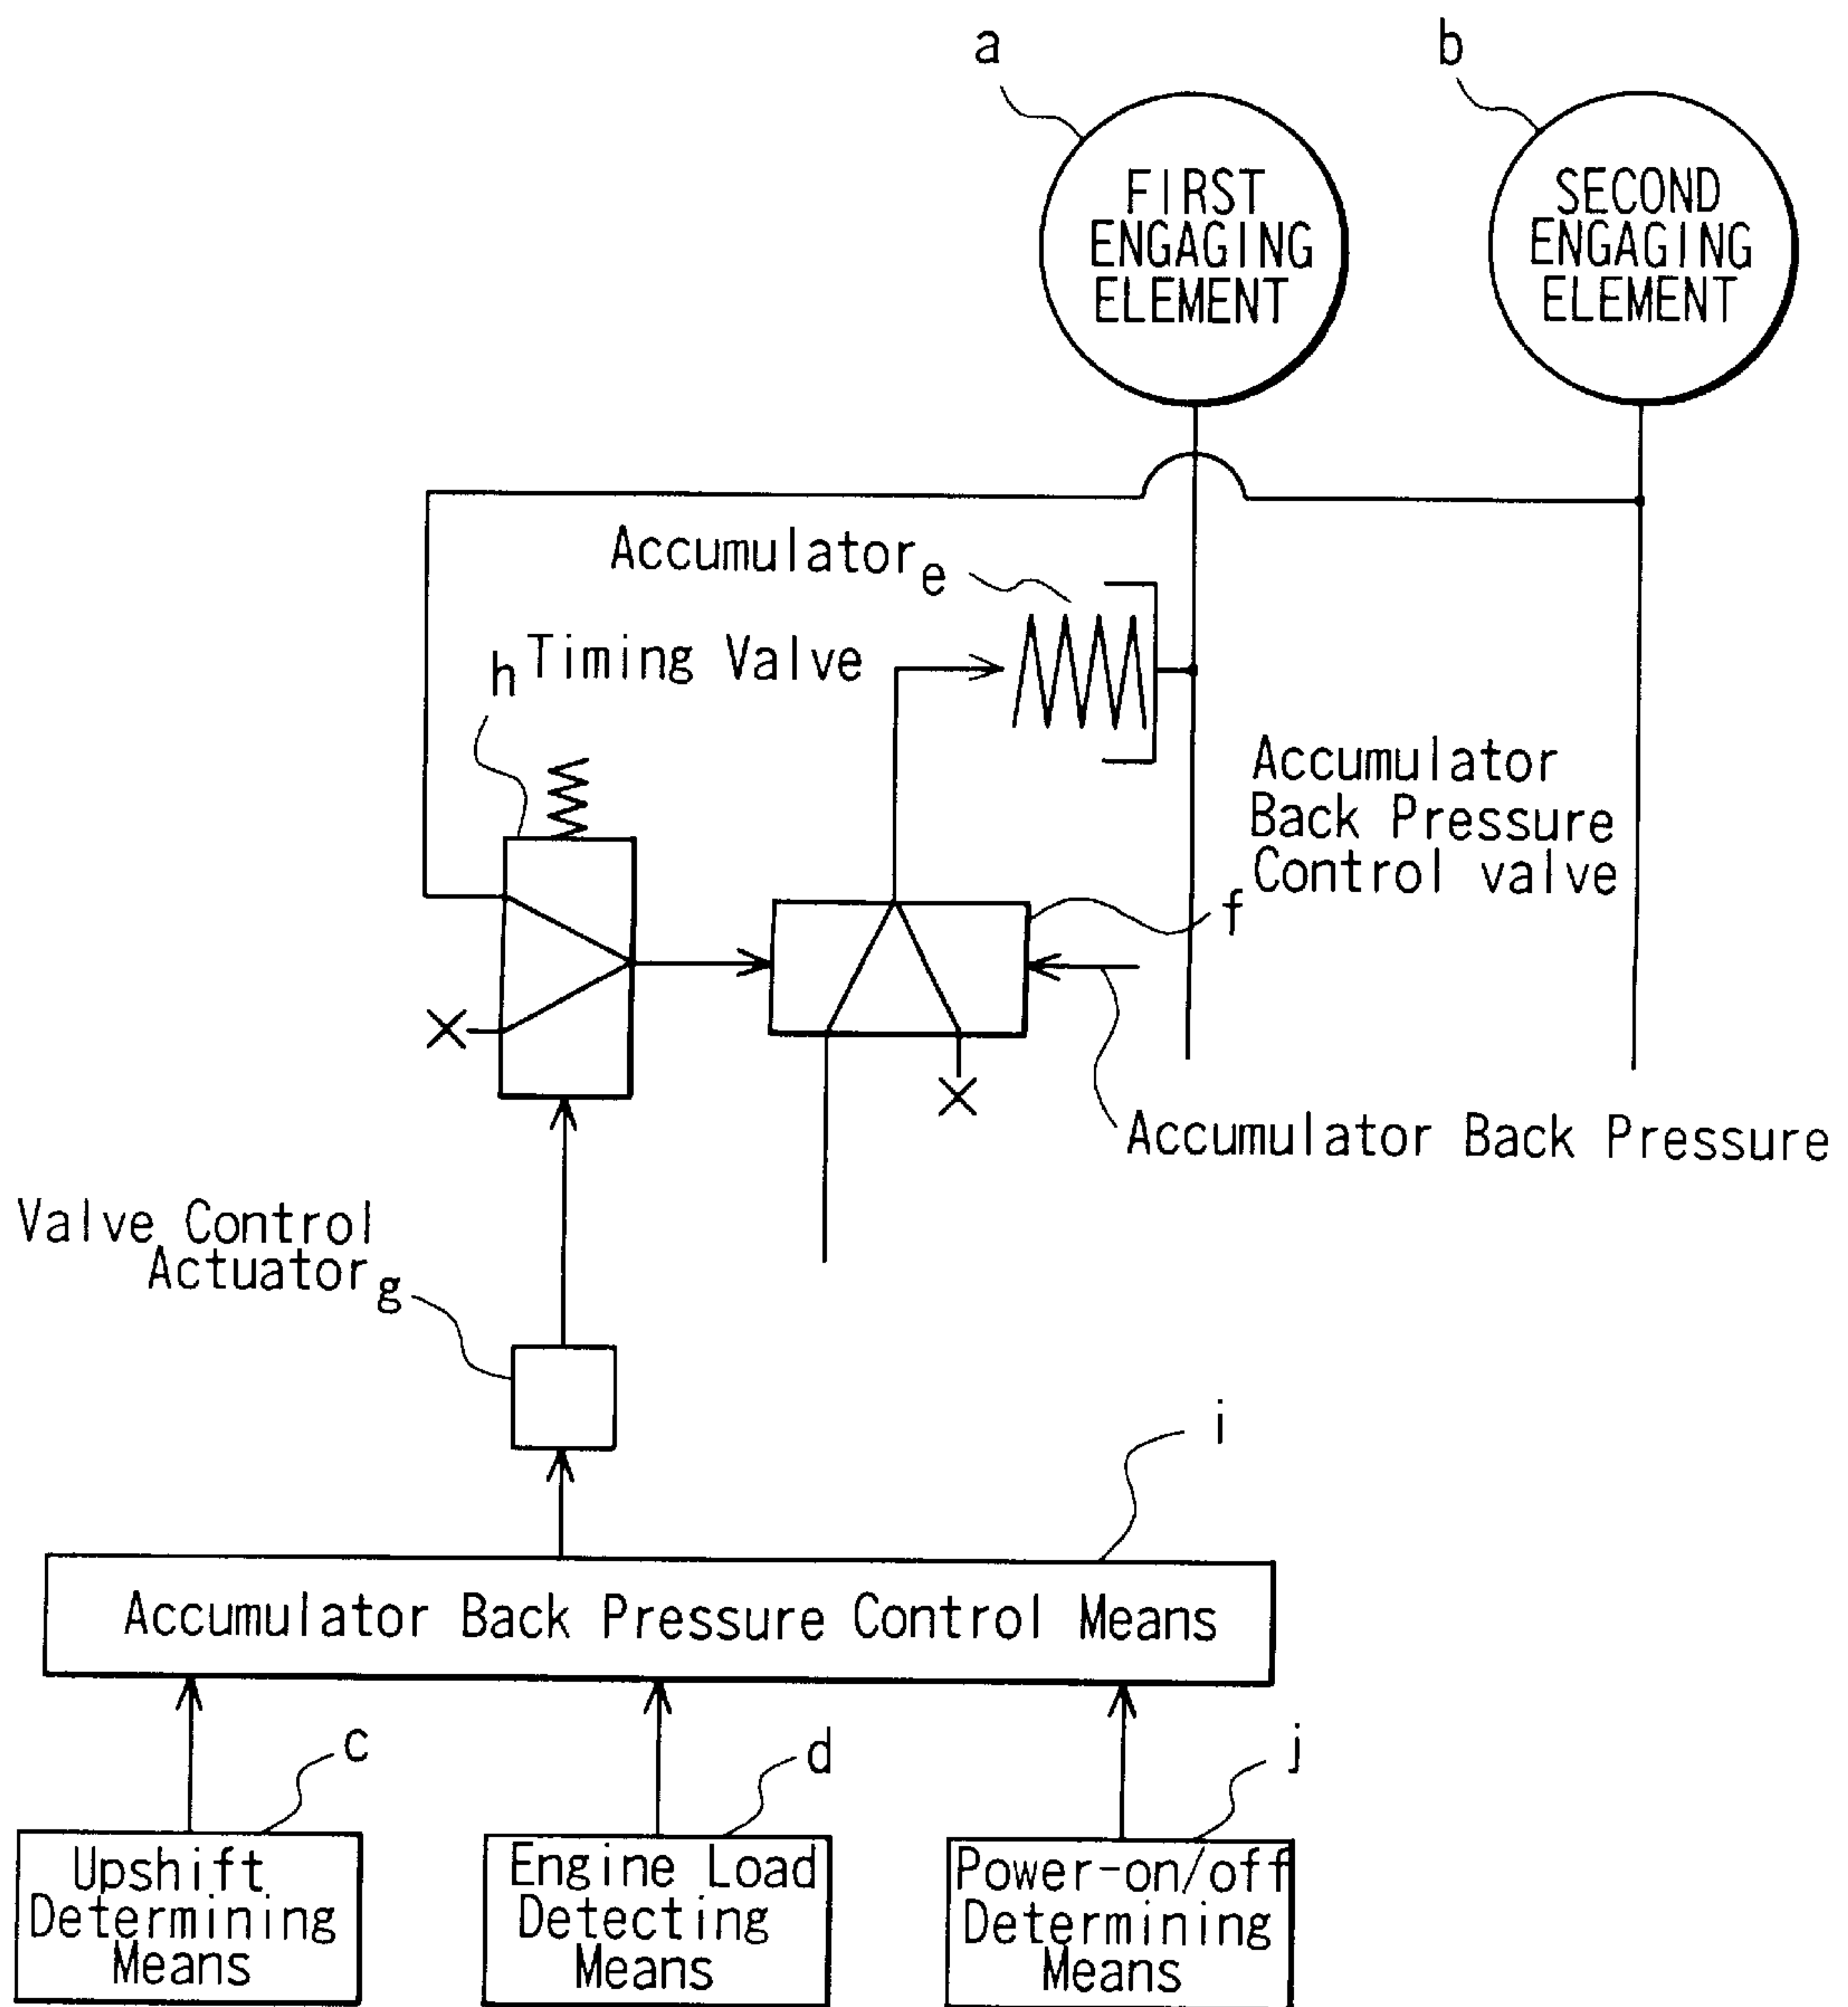 a
b
FIRST
ENGAGING
ELEMENT
SECOND
ENGAGING
ELEMENT
Accumulator e
h Timing Valve
Accumulator
Back Pressure
Control valve
f
Accumulator Back Pressure
Valve Control
Actuator g
i
Accumulator Back Pressure Control Means
c
d
j
Upshift
Determining
Means
Engine Load
Detecting
Means
Power-on/off
Determining
Means